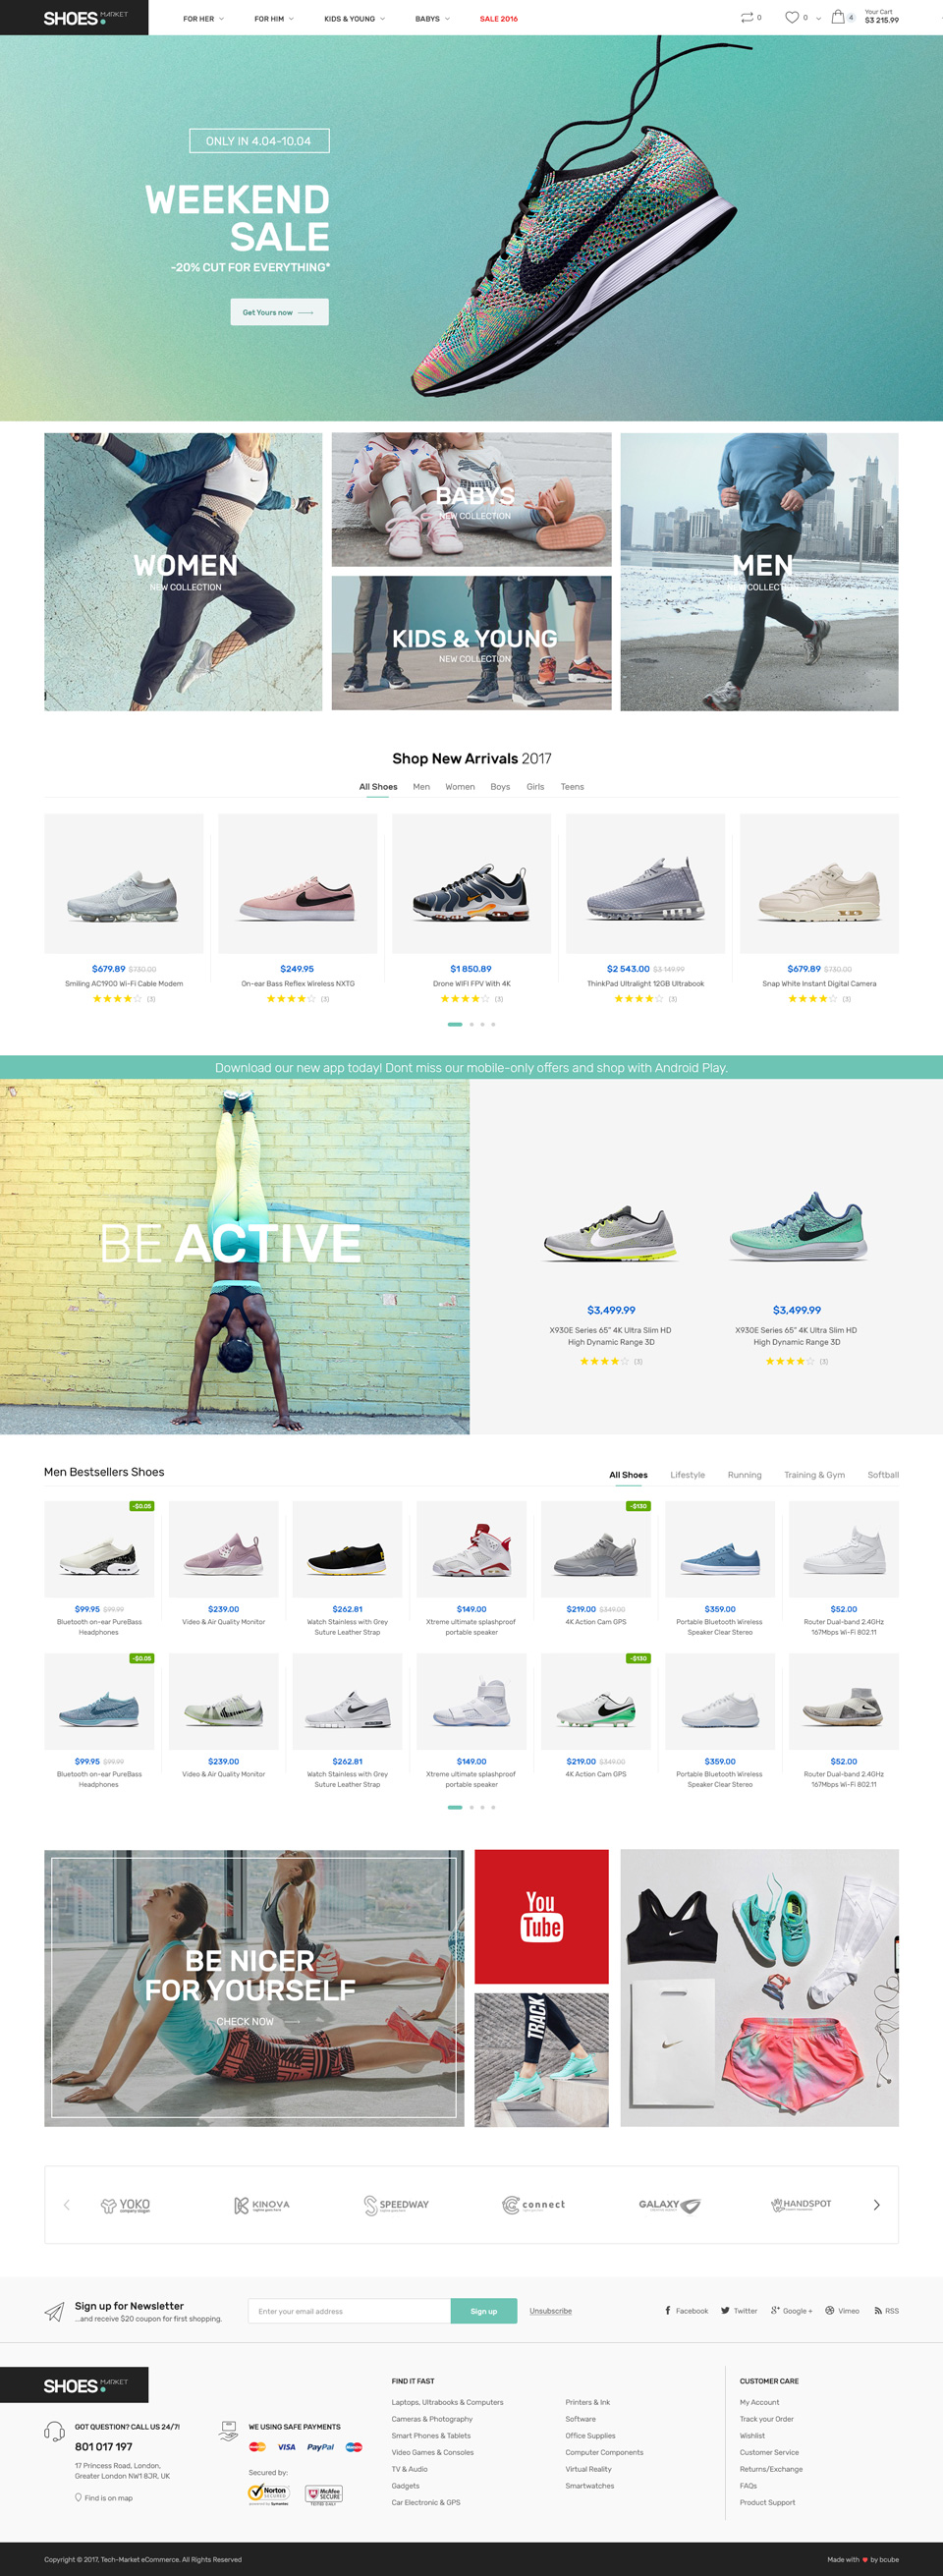 SHOES MARKET
FOR HER FOR HIM KIDS & YOUNG BABYS SALE 2016
0 0 4 Your Cart
$3 215.99
ONLY IN 4.04-10.04
WEEKEND
SALE
-20% CUT FOR EVERYTHING*
Get Yours now
WOMEN
NEW COLLECTION
BABYS
NEW COLLECTION
KIDS & YOUNG
NEW COLLECTION
MEN
Shop New Arrivals 2017
All Shoes Men Women Boys Girls Teens
$679.89 $730.00
Smiling AC1900 Wi-Fi Cable Modem
(3)
$249.95
On-ear Bass Reflex Wireless NXTG
(3)
$1 850.89
Drone WIFI FPV With 4K
(3)
$2 543.00 $3 149.99
ThinkPad Ultralight 12GB Ultrabook
(3)
$679.89 $730.00
Snap White Instant Digital Camera
(3)
Download our new app today! Dont miss our mobile-only offers and shop with Android Play.
BE ACTIVE
$3,499.99
X930E Series 65" 4K Ultra Slim HD
High Dynamic Range 3D
(3)
$3,499.99
X930E Series 65" 4K Ultra Slim HD
High Dynamic Range 3D
(3)
Men Bestsellers Shoes
All Shoes Lifestyle Running Training & Gym Softball
-$0.05
$99.95 $99.99
Bluetooth on-ear PureBass
Headphones
$239.00
Video & Air Quality Monitor
$262.81
Watch Stainless with Grey
Suture Leather Strap
$149.00
Xtreme ultimate splashproof
portable speaker
-$130
$219.00 $349.00
4K Action Cam GPS
$359.00
Portable Bluetooth Wireless
Speaker Clear Stereo
$52.00
Router Dual-band 2.4GHz
167Mbps Wi-Fi 802.11
-$0.05
$99.95 $99.99
Bluetooth on-ear PureBass
Headphones
$239.00
Video & Air Quality Monitor
$262.81
Watch Stainless with Grey
Suture Leather Strap
$149.00
Xtreme ultimate splashproof
portable speaker
-$130
$219.00 $349.00
4K Action Cam GPS
$359.00
Portable Bluetooth Wireless
Speaker Clear Stereo
$52.00
Router Dual-band 2.4GHz
167Mbps Wi-Fi 802.11
BE NICER
FOR YOURSELF
CHECK NOW
You
Tube
TRACK
YOKO
KINOVA
SPEEDWAY
connect
GALAXY
HANDSPOT
Sign up for Newsletter
...and receive $20 coupon for first shopping.
Enter your email address
Sign up
Unsubscribe
Facebook Twitter Google + Vimeo RSS
SHOES MARKET
GOT QUESTION? CALL US 24/7!
801 017 197
17 Princess Road, London,
Greater London NW1 8JR, UK
Find is on map
WE USING SAFE PAYMENTS
VISA PayPal
Secured by:
Norton
SECURED
powered by Symantec
McAfee
SECURE
FIND IT FAST
Laptops, Ultrabooks & Computers
Cameras & Photography
Smart Phones & Tablets
Video Games & Consoles
TV & Audio
Gadgets
Car Electronic & GPS
Printers & Ink
Software
Office Supplies
Computer Components
Virtual Reality
Smartwatches
CUSTOMER CARE
My Account
Track your Order
Wishlist
Customer Service
Returns/Exchange
FAQs
Product Support
Copyright © 2017, Tech-Market eCommerce. All Rights Reserved
Made with ♥ by bcube